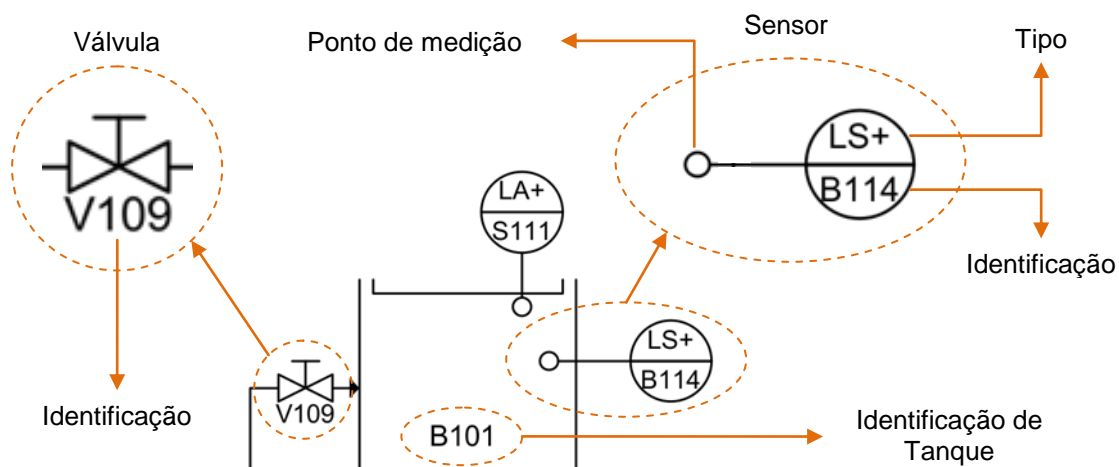 Válvula
Ponto de medição
Sensor
Tipo
LS+
B114
V109
LA+
S111
Identificação
LS+
B114
V109
Identificação
B101
Identificação de
Tanque